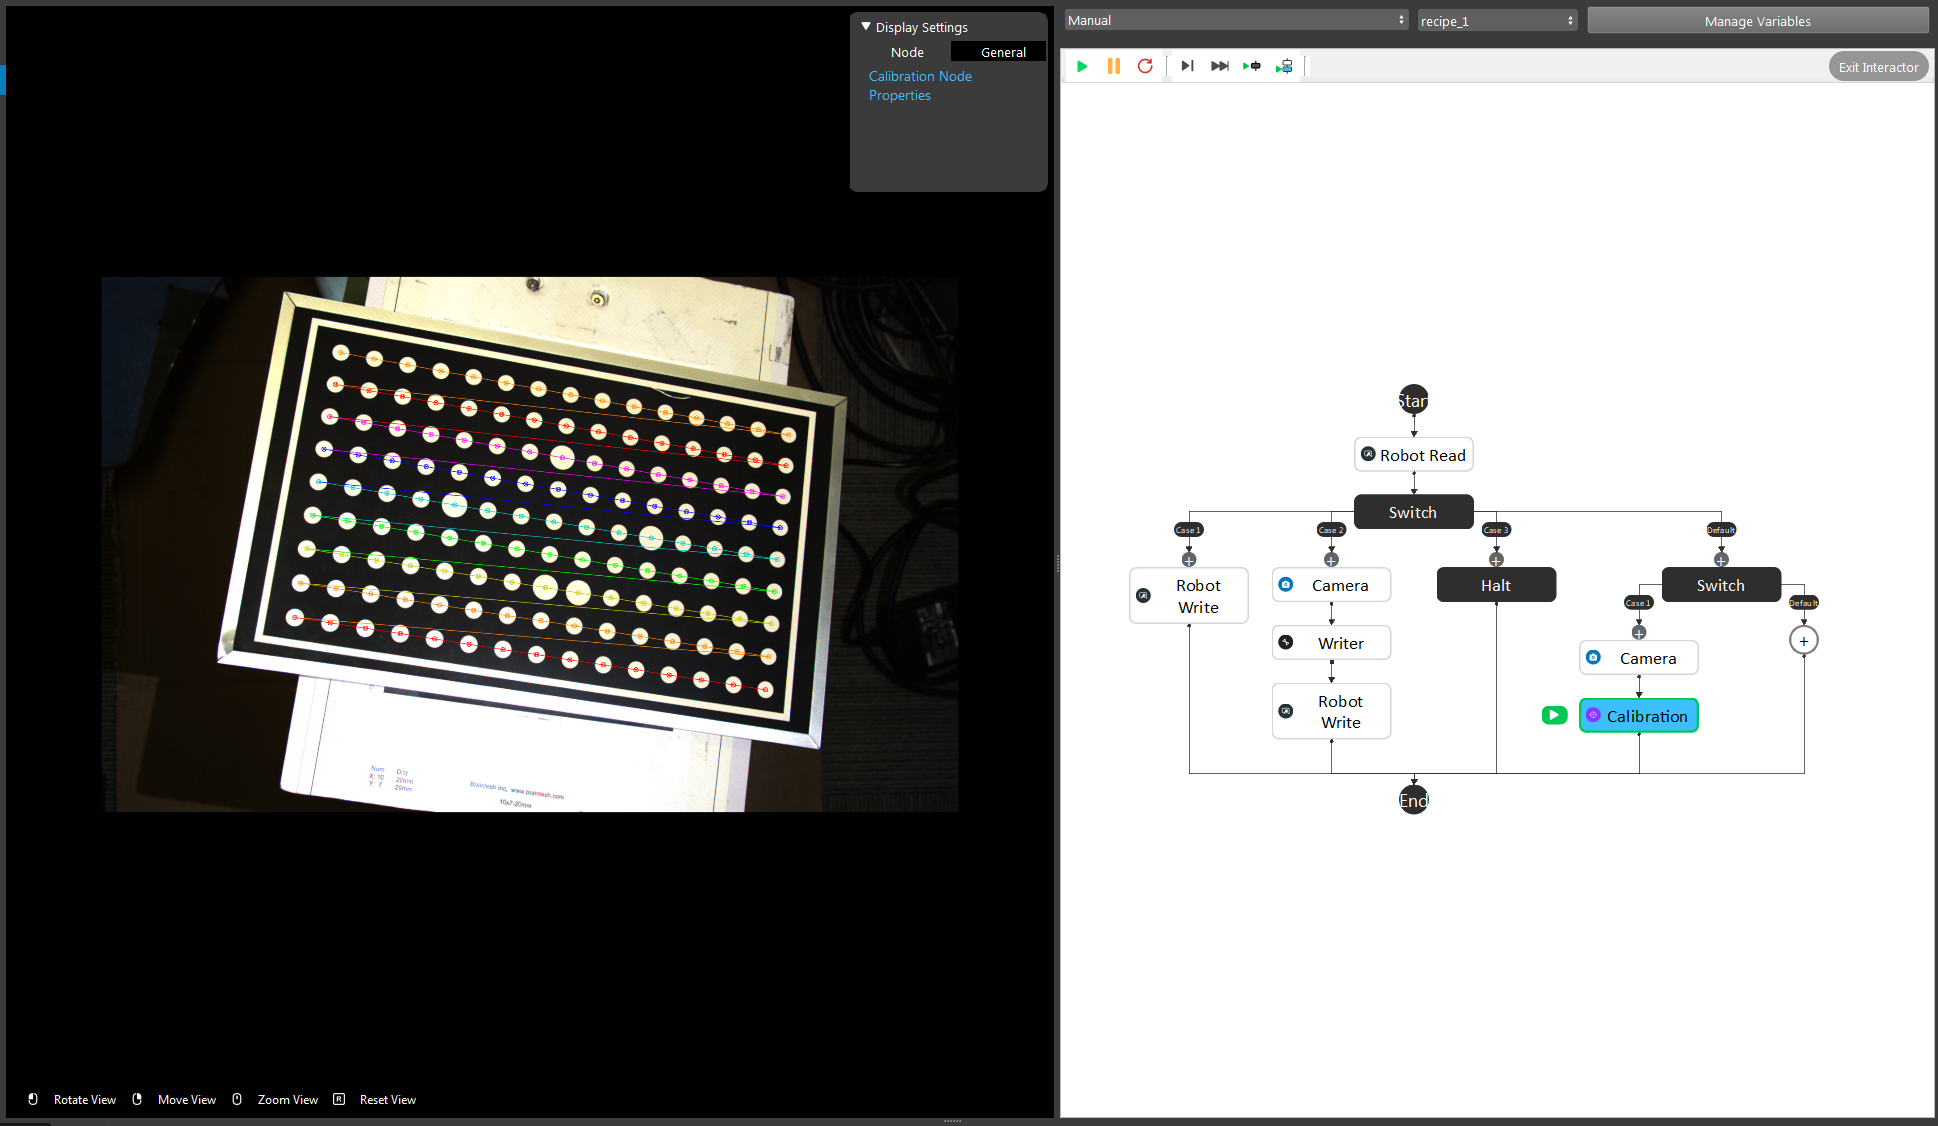 Display Settings
Node
General
Calibration Node
Properties
Num Dist
X: 10 20mm
Y: 7 20mm
Braintech Inc, www.braintech.com
10x7-20mm
Rotate View
Move View
R
Zoom View
Reset View
Manual
recipe_1
Manage Variables
Exit Interactor
Start
Robot Read
Switch
Case 1
Case 2
Case 3
Default
Robot
Write
Camera
Halt
Switch
Case 1
Default
Writer
Camera
Robot
Write
Calibration
End